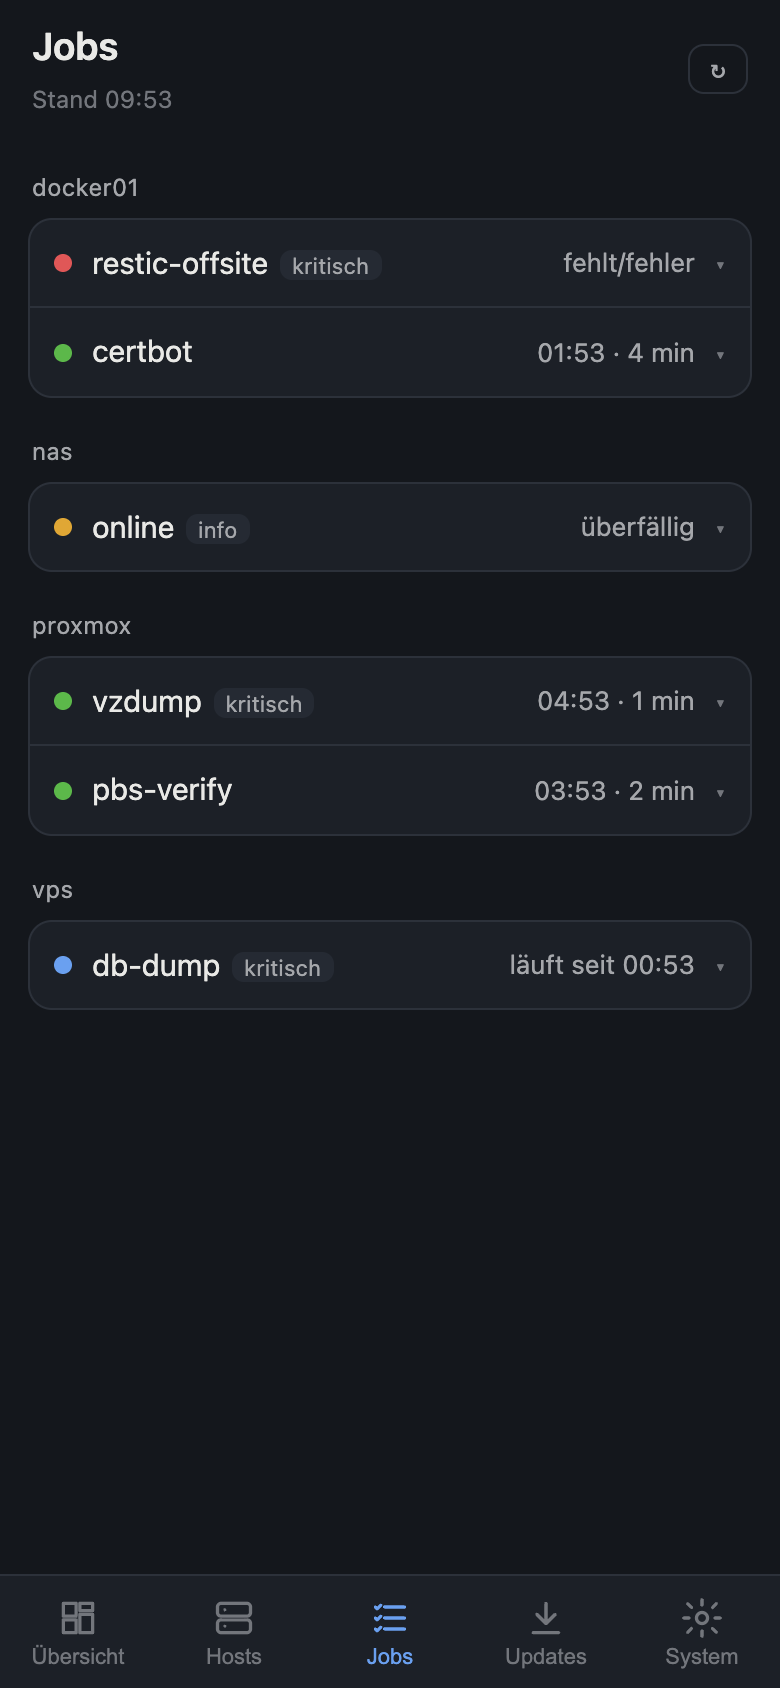 Jobs
Stand 09:53
↻
docker01
restic-offsite kritisch fehlt/fehler ▾
certbot 01:53 · 4 min ▾
nas
online info überfällig ▾
proxmox
vzdump kritisch 04:53 · 1 min ▾
pbs-verify 03:53 · 2 min ▾
vps
db-dump kritisch läuft seit 00:53 ▾
Übersicht Hosts Jobs Updates System